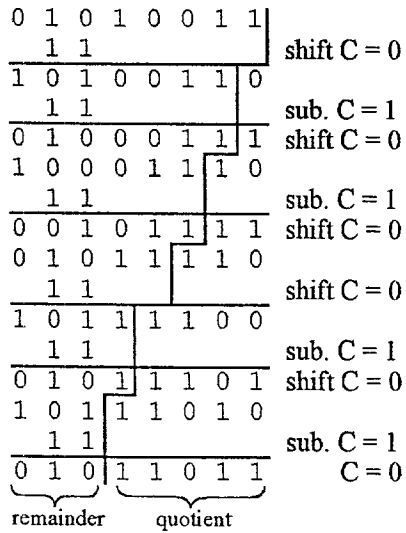 0 1 0 1 0 0 1 1
1 1 shift C = 0
1 0 1 0 0 1 1 0
1 1 sub. C = 1
0 1 0 0 0 1 1 1 shift C = 0
1 0 0 0 1 1 1 0
1 1 sub. C = 1
0 0 1 0 1 1 1 1 shift C = 0
0 1 0 1 1 1 1 0
1 1 shift C = 0
1 0 1 1 1 1 0 0
1 1 sub. C = 1
0 1 0 1 1 1 0 1 shift C = 0
1 0 1 1 1 0 1 0
1 1 sub. C = 1
0 1 0 1 1 0 1 1 C = 0
remainder quotient